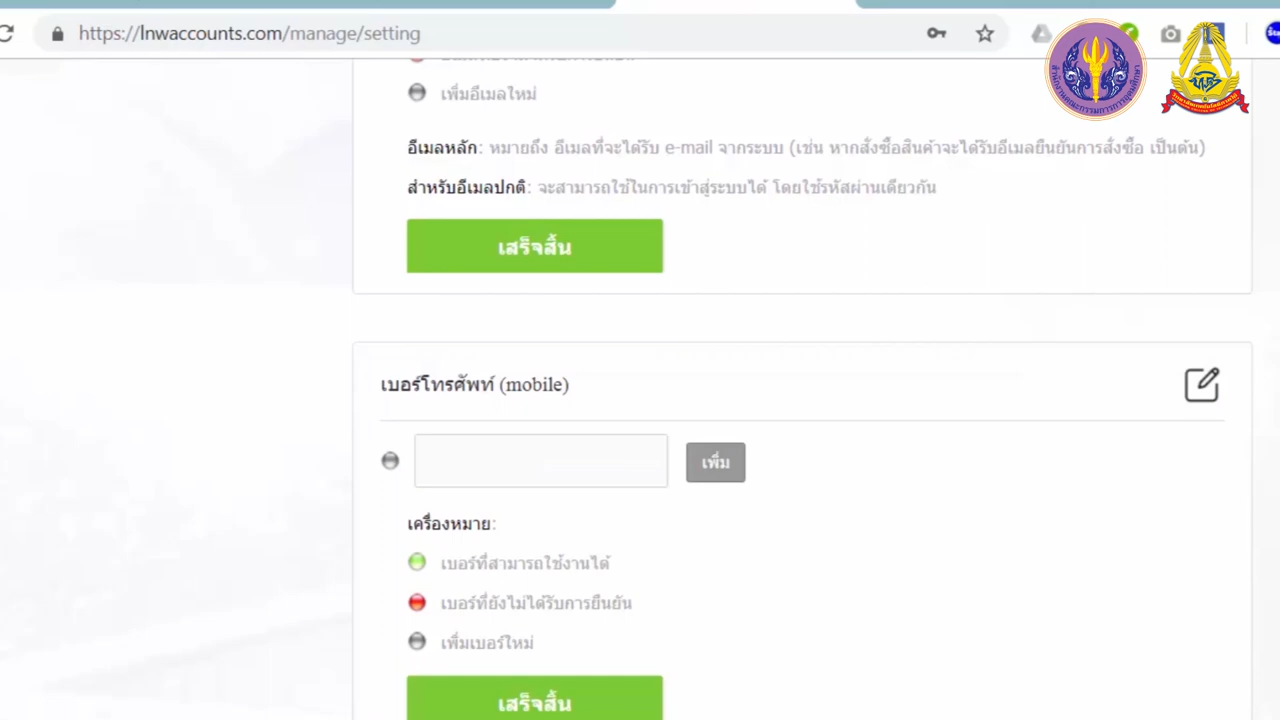 https://lnwaccounts.com/manage/setting
เพิ่มอีเมลใหม่
อีเมลหลัก: หมายถึง อีเมลที่จะได้รับ e-mail จากระบบ (เช่น หากสั่งซื้อสินค้าจะได้รับอีเมลยืนยันการสั่งซื้อ เป็นต้น)
สำหรับอีเมลปกติ: จะสามารถใช้ในการเข้าสู่ระบบได้ โดยใช้รหัสผ่านเดียวกัน
เสร็จสิ้น
เบอร์โทรศัพท์ (mobile)
เพิ่ม
เครื่องหมาย:
เบอร์ที่สามารถใช้งานได้
เบอร์ที่ยังไม่ได้รับการยืนยัน
เพิ่มเบอร์ใหม่
เสร็จสิ้น